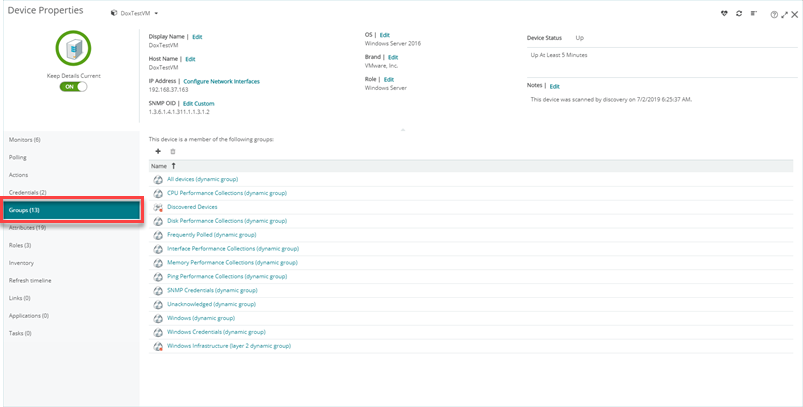 Device Properties
DoxTestVM
Keep Details Current
ON
Display Name | Edit
DoxTestVM
Host Name | Edit
DoxTestVM
IP Address | Configure Network Interfaces
192.168.37.163
SNMP OID | Edit Custom
1.3.6.1.4.1.311.1.1.3.1.2
OS | Edit
Windows Server 2016
Brand | Edit
VMware, Inc.
Role | Edit
Windows Server
Device Status Up
Up At Least 5 Minutes
Notes | Edit
This device was scanned by discovery on 7/2/2019 6:25:37 AM.
Monitors (6)
Polling
Actions
Credentials (2)
Groups (13)
Attributes (19)
Roles (3)
Inventory
Refresh timeline
Links (0)
Applications (0)
Tasks (0)
This device is a member of the following groups:
Name
All devices (dynamic group)
CPU Performance Collections (dynamic group)
Discovered Devices
Disk Performance Collections (dynamic group)
Frequently Polled (dynamic group)
Interface Performance Collections (dynamic group)
Memory Performance Collections (dynamic group)
Ping Performance Collections (dynamic group)
SNMP Credentials (dynamic group)
Unacknowledged (dynamic group)
Windows (dynamic group)
Windows Credentials (dynamic group)
Windows Infrastructure (layer 2 dynamic group)